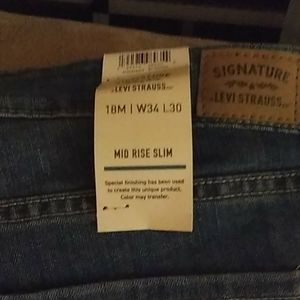 SIGNATURE
LEVI STRAUSS
SIGNATURE
LEVI STRAUSS
18M | W34 L30
MID RISE SLIM
Special finishing has been used
to create this unique product.
Color may transfer.